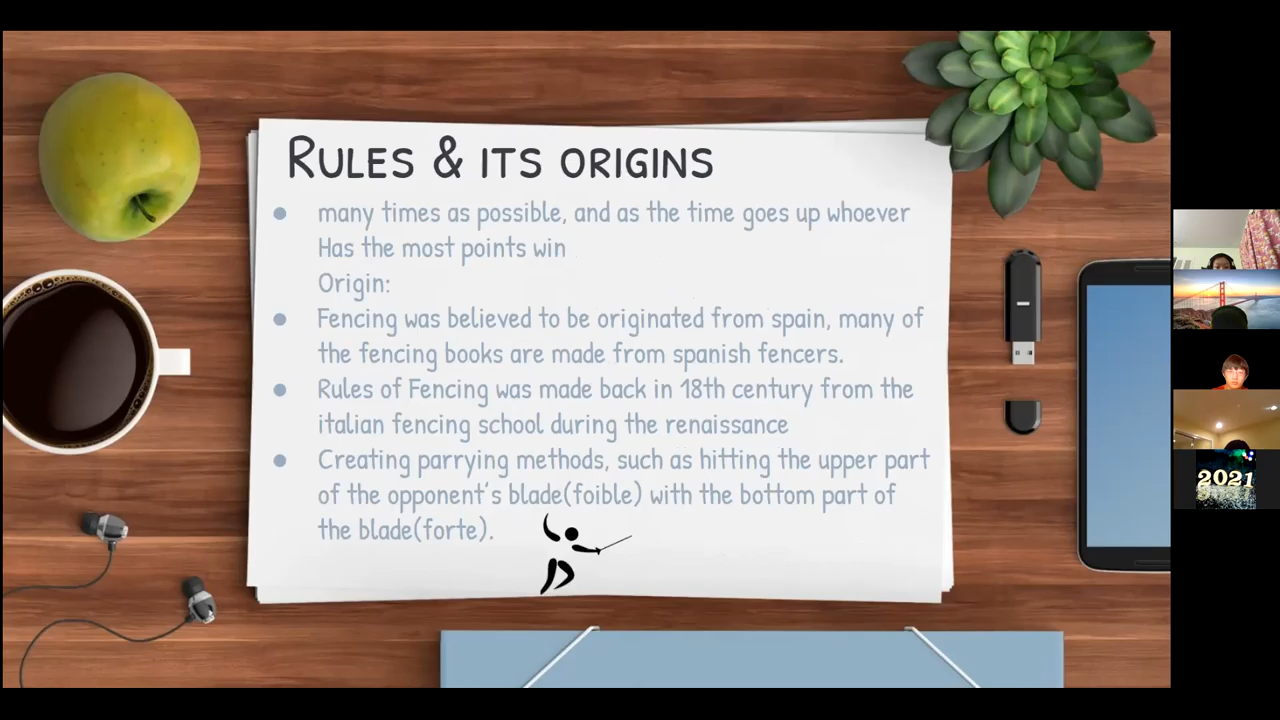 Rules & its origins
many times as possible, and as the time goes up whoever
Has the most points win
Origin:
Fencing was believed to be originated from spain, many of
the fencing books are made from spanish fencers.
Rules of Fencing was made back in 18th century from the
italian fencing school during the renaissance
Creating parrying methods, such as hitting the upper part
of the opponent's blade(foible) with the bottom part of
the blade(forte).
2021